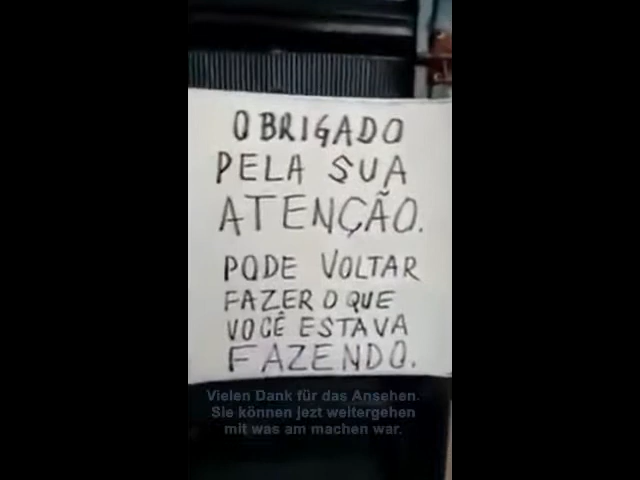 OBRIGADO
PELA SUA
ATENÇÃO.
PODE VOLTAR
FAZER O QUE
VOCÊ ESTAVA
FAZENDO.
Vielen Dank für das Ansehen.
Sie können jezt weitergehen
mit was am machen war.